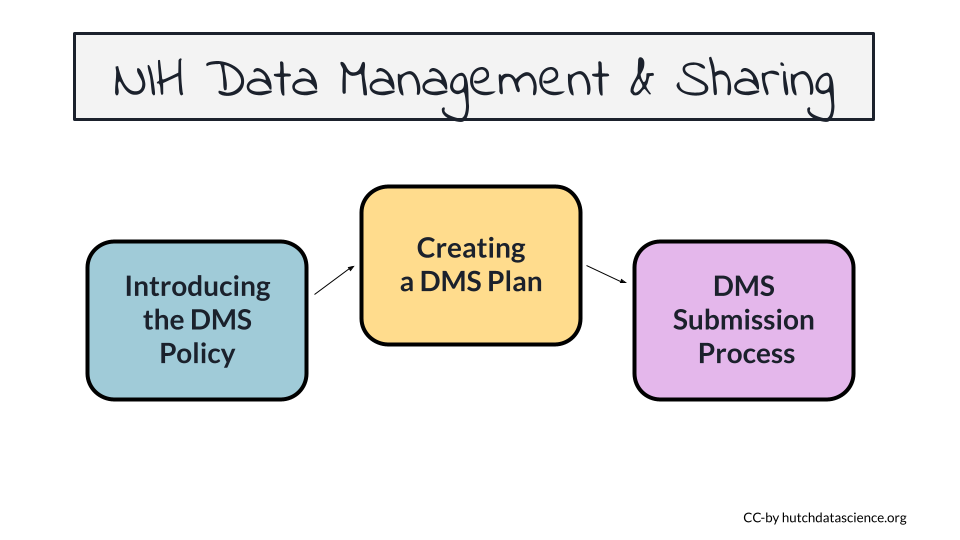 NIH Data Management & Sharing
Introducing
the DMS
Policy
Creating
a DMS Plan
DMS
Submission
Process
CC-by hutchdatascience.org